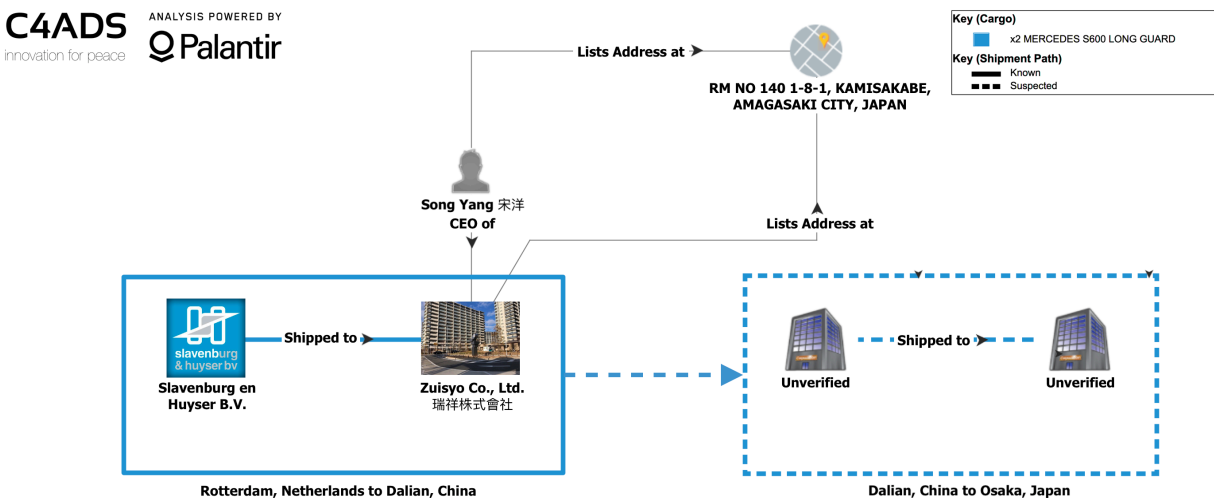 C4ADS
innovation for peace
ANALYSIS POWERED BY
Palantir
Key (Cargo)
x2 MERCEDES S600 LONG GUARD
Key (Shipment Path)
Known
Suspected
Lists Address at
RM NO 140 1-8-1, KAMISAKABE,
AMAGASAKI CITY, JAPAN
Song Yang 宋洋
CEO of
Lists Address at
slavenburg
& huyser bv
Shipped to
Slavenburg en
Huyser B.V.
Zuisyo Co., Ltd.
瑞祥株式會社
Shipped to
Unverified
Unverified
Rotterdam, Netherlands to Dalian, China
Dalian, China to Osaka, Japan